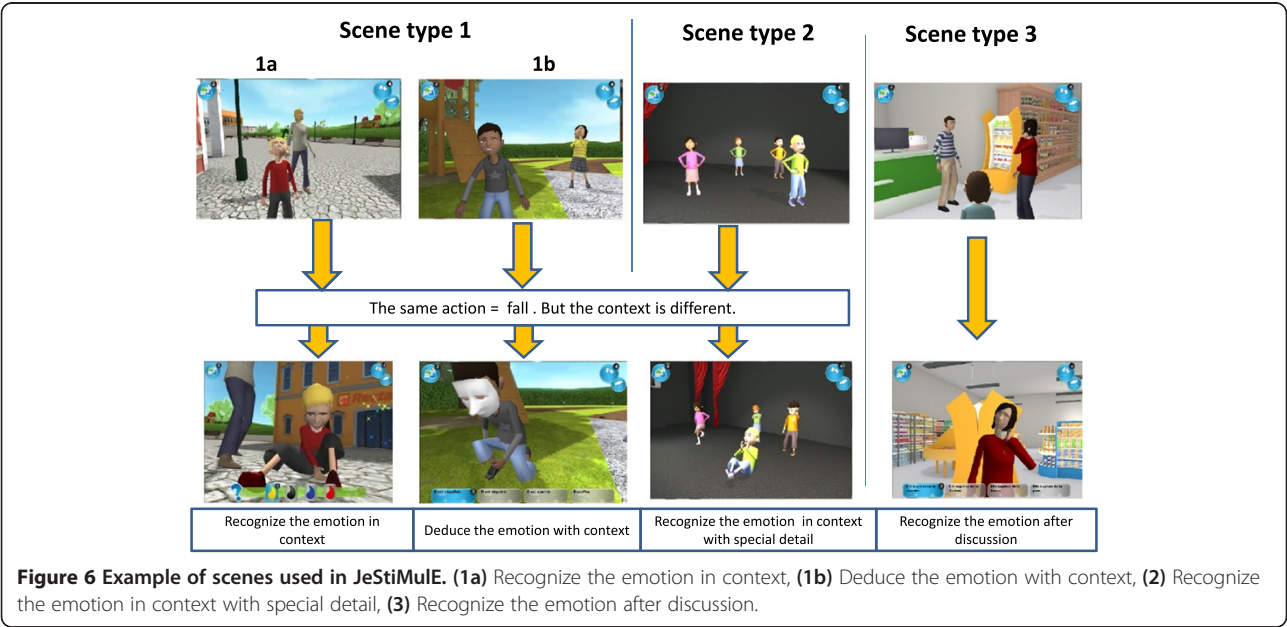 Scene type 1
Scene type 2
Scene type 3
1a
1b
The same action = fall . But the context is different.
Recognize the emotion in
context
Deduce the emotion with context
Recognize the emotion in context
with special detail
Recognize the emotion after
discussion
Figure 6 Example of scenes used in JeStiMulE. (1a) Recognize the emotion in context, (1b) Deduce the emotion with context, (2) Recognize
the emotion in context with special detail, (3) Recognize the emotion after discussion.